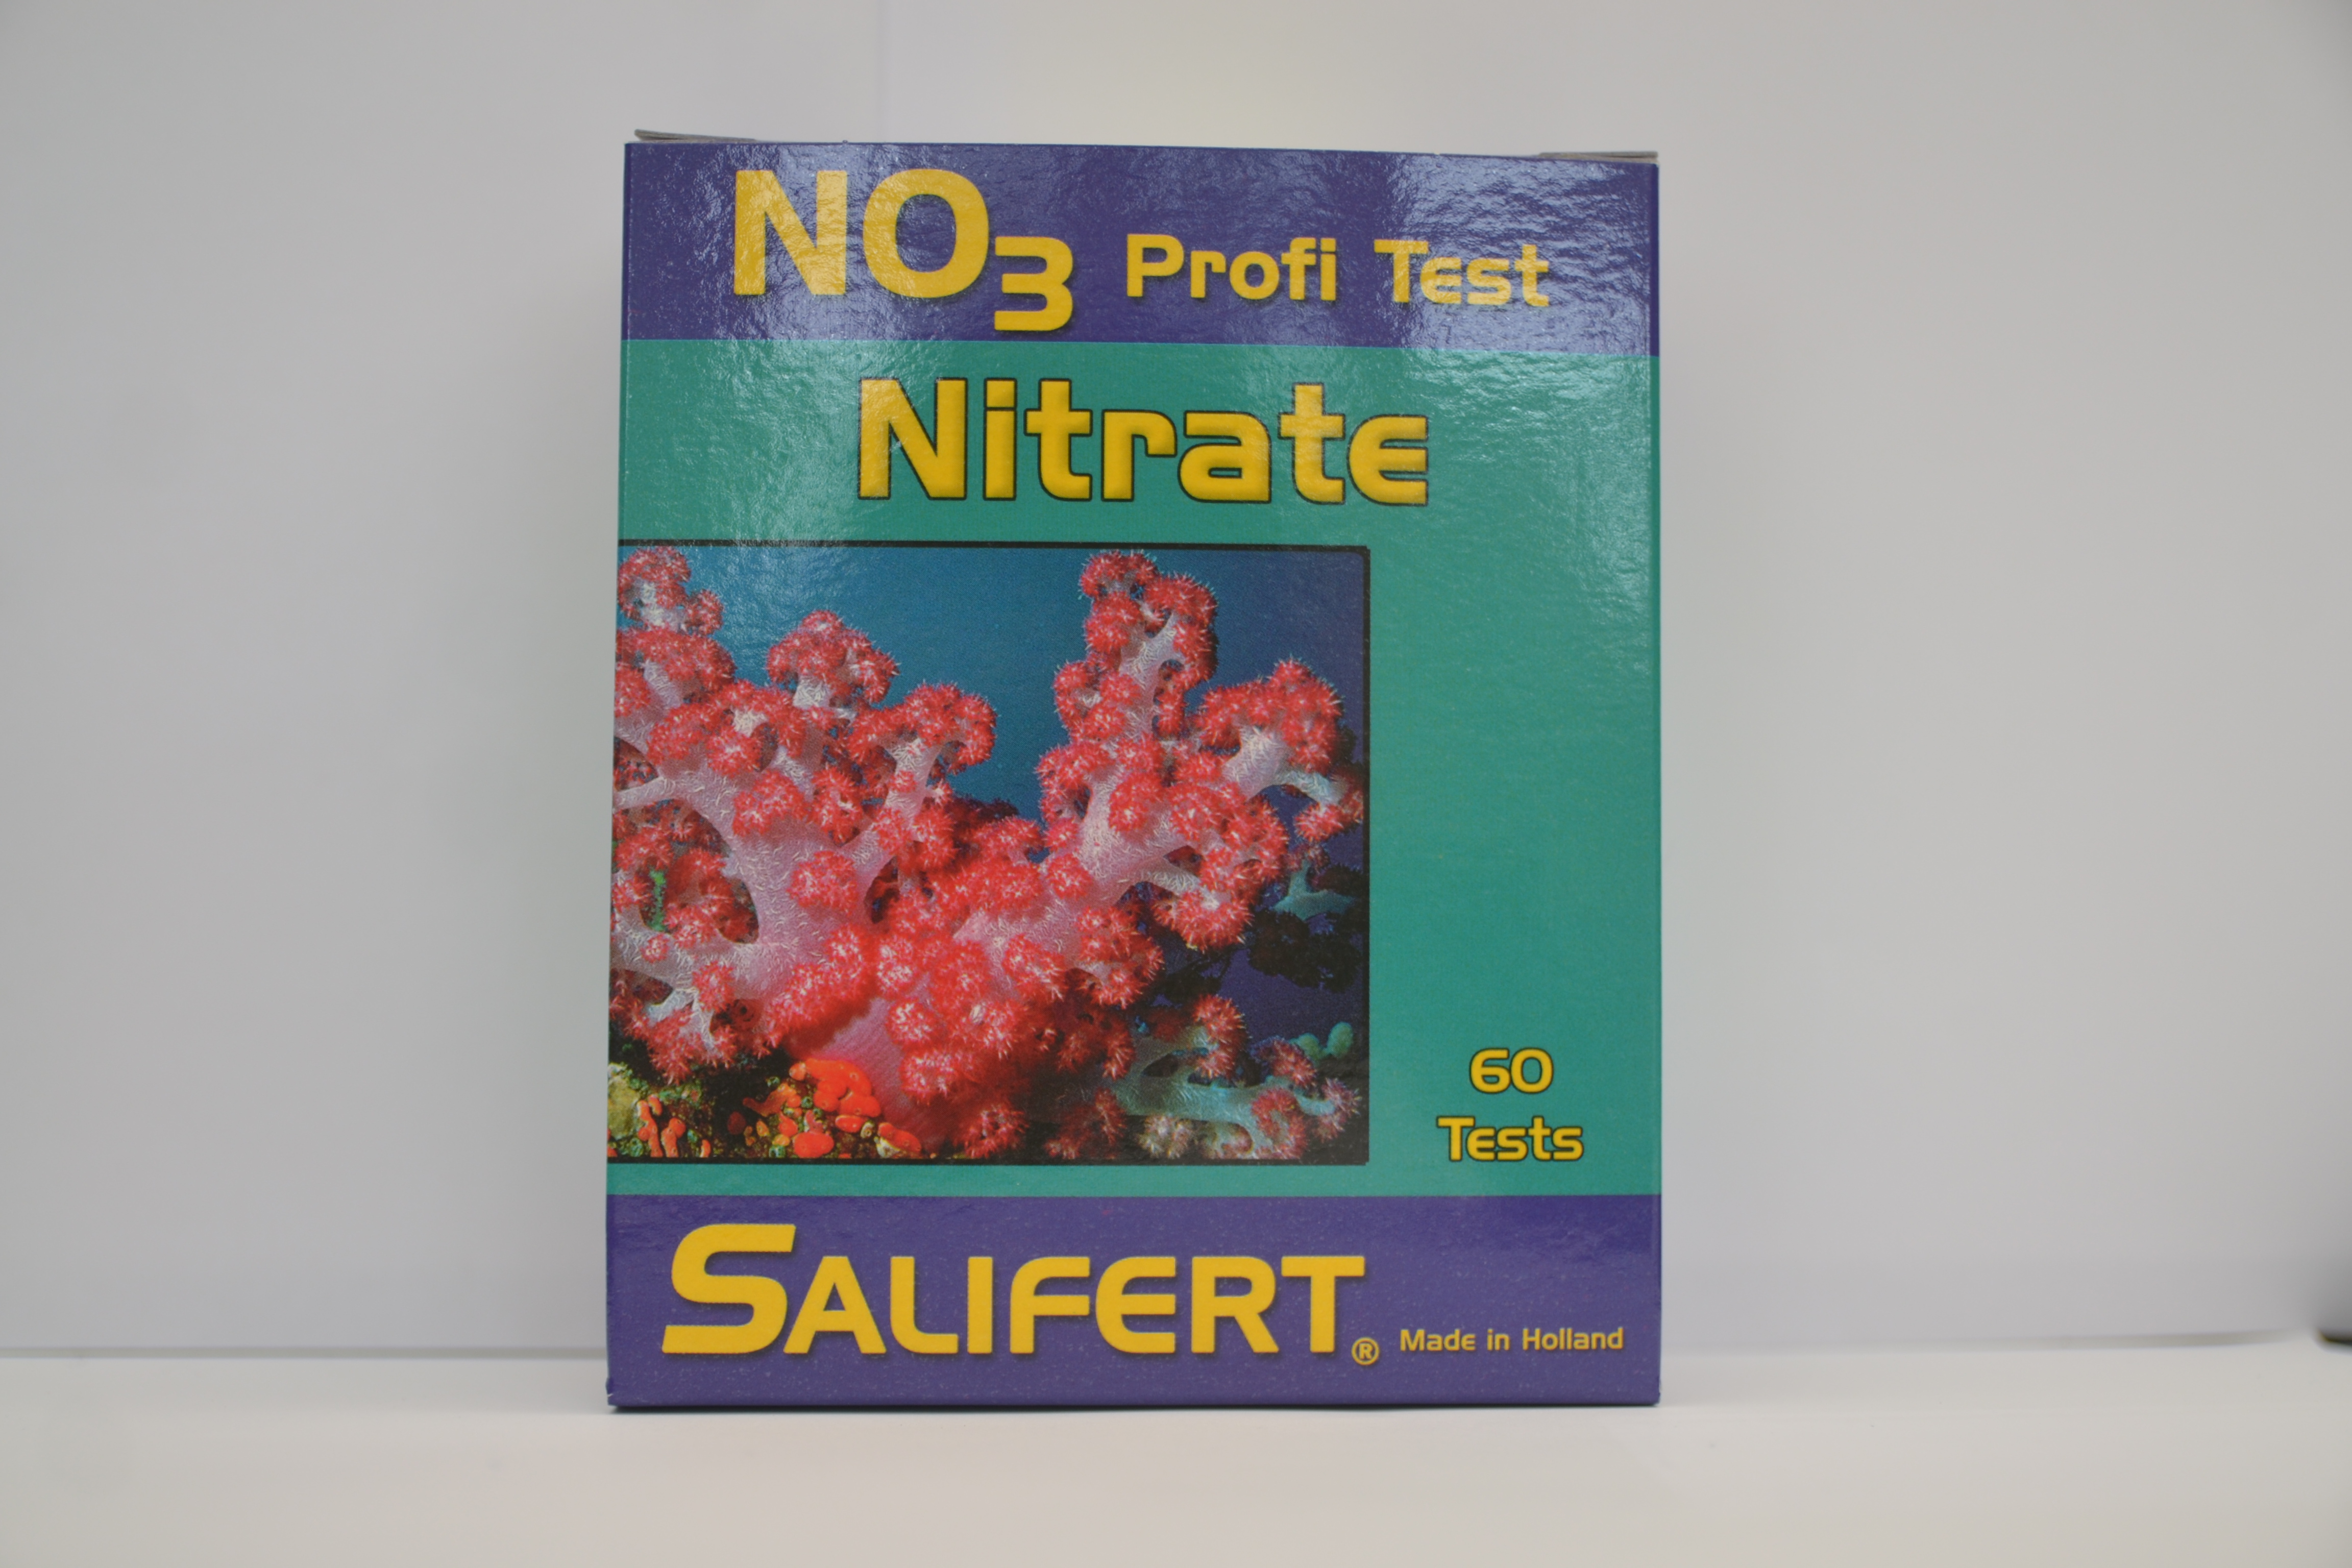 NO₃ Profi Test
Nitrate
60
Tests
SALIFERT® Made in Holland